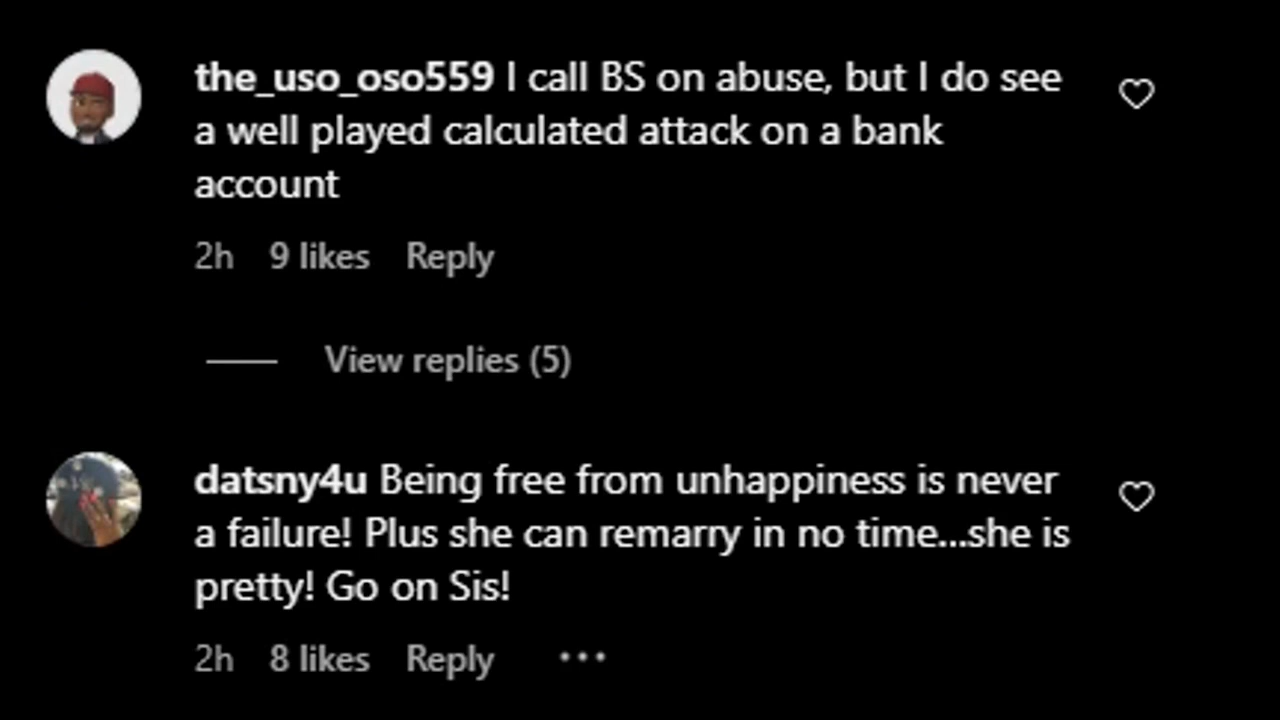 the_uso_oso559 I call BS on abuse, but I do see
a well played calculated attack on a bank
account
2h 9 likes Reply
View replies (5)
datsny4u Being free from unhappiness is never
a failure! Plus she can remarry in no time...she is
pretty! Go on Sis!
2h 8 likes Reply